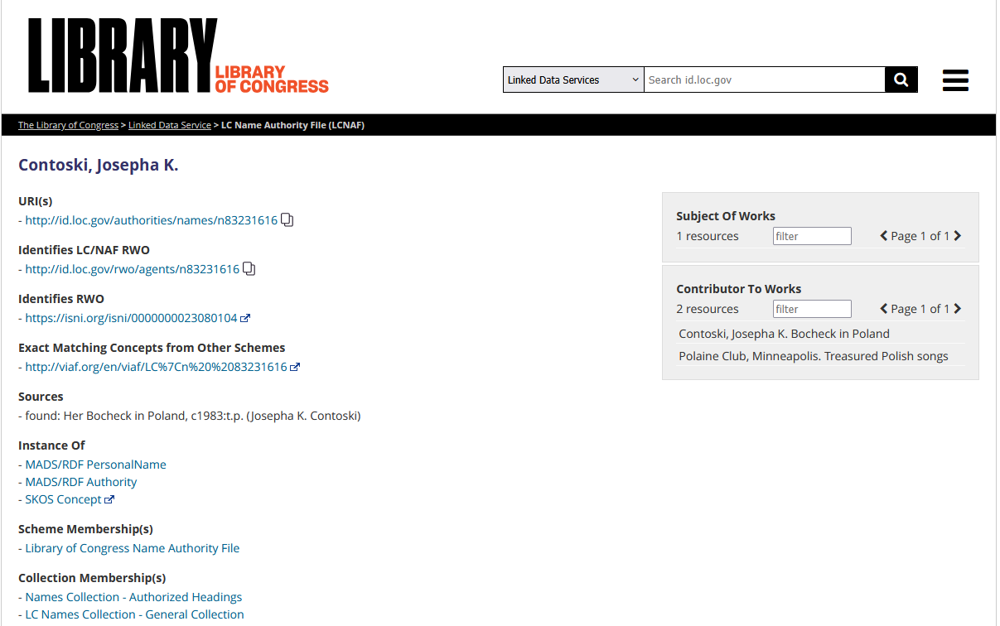 LIBRARY
LIBRARY
OF CONGRESS
Linked Data Services
Search id.loc.gov
The Library of Congress > Linked Data Service > LC Name Authority File (LCNAF)
Contoski, Josepha K.
URI(s)
- http://id.loc.gov/authorities/names/n83231616
Identifies LC/NAF RWO
- http://id.loc.gov/rwo/agents/n83231616
Identifies RWO
- https://isni.org/isni/0000000023080104
Exact Matching Concepts from Other Schemes
- http://viaf.org/en/viaf/LC%7Cn%20%2083231616
Sources
- found: Her Bocheck in Poland, c1983:t.p. (Josepha K. Contoski)
Instance Of
- MADS/RDF PersonalName
- MADS/RDF Authority
- SKOS Concept
Scheme Membership(s)
- Library of Congress Name Authority File
Collection Membership(s)
- Names Collection - Authorized Headings
- LC Names Collection - General Collection
Subject Of Works
1 resources filter Page 1 of 1
Contributor To Works
2 resources filter Page 1 of 1
Contoski, Josepha K. Bocheck in Poland
Polaine Club, Minneapolis. Treasured Polish songs